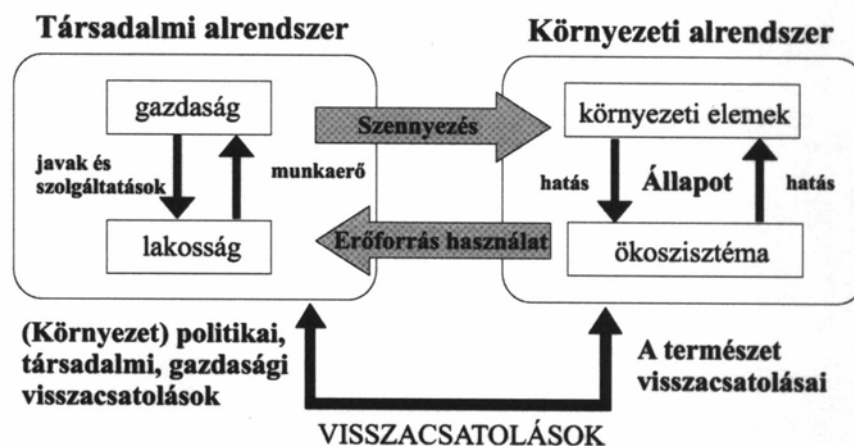 Társadalmi alrendszer
Környezeti alrendszer
gazdaság
javak és
szolgáltatások
munkaerő
lakosság
Szennyezés
Erőforrás használat
környezeti elemek
hatás
Állapot
hatás
ökoszisztéma
(Környezet) politikai,
társadalmi, gazdasági
visszacsatolások
A természet
visszacsatolásai
VISSZACSATOLÁSOK